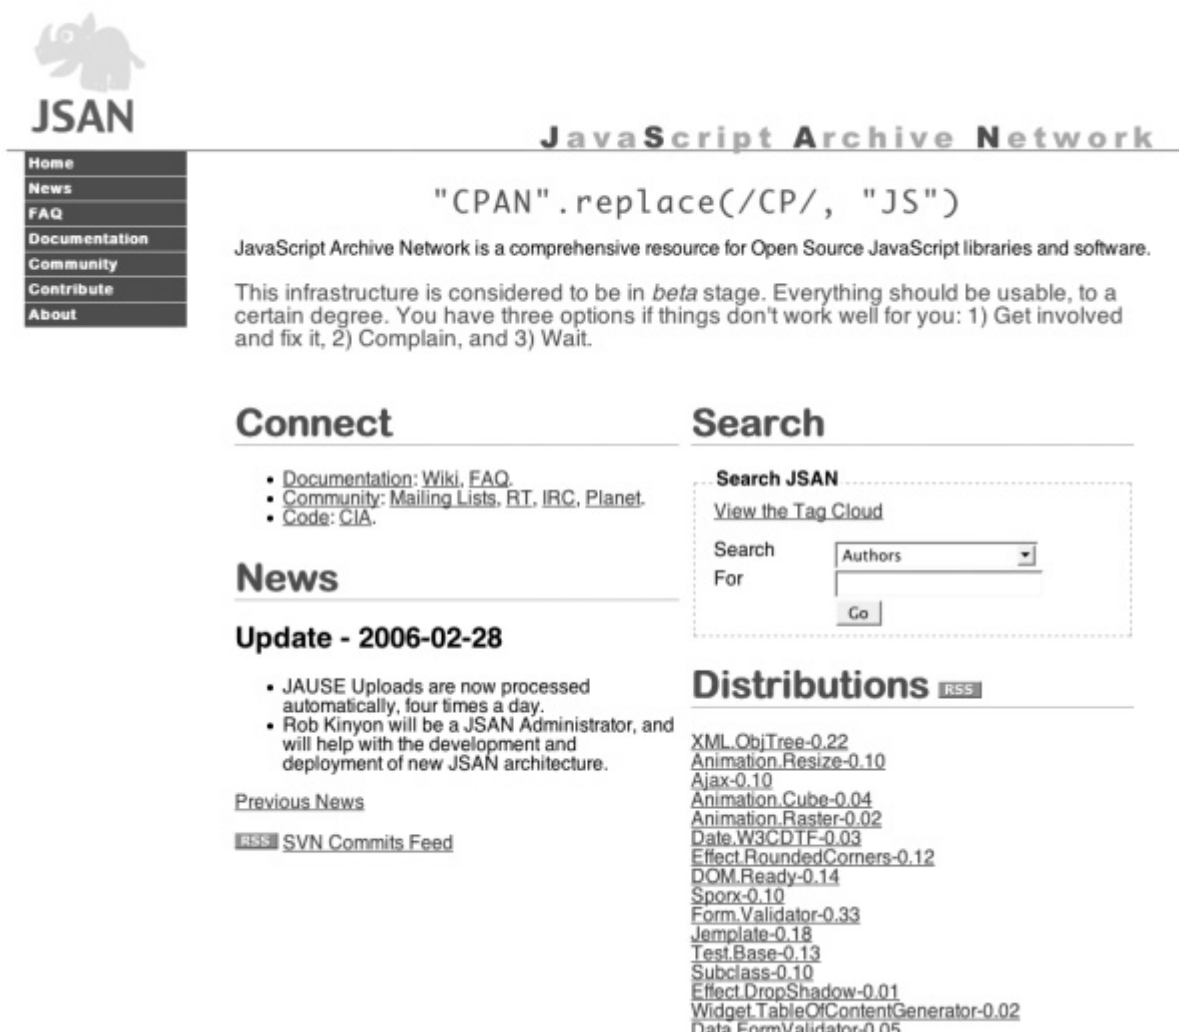 JSAN
JavaScript Archive Network
Home
News
FAQ
Documentation
Community
Contribute
About
"CPAN".replace(/CP/, "JS")
JavaScript Archive Network is a comprehensive resource for Open Source JavaScript libraries and software.
This infrastructure is considered to be in beta stage. Everything should be usable, to a
certain degree. You have three options if things don't work well for you: 1) Get involved
and fix it, 2) Complain, and 3) Wait.
Connect
• Documentation: Wiki, FAQ.
• Community: Mailing Lists, RT, IRC, Planet.
• Code: CIA.
News
Update - 2006-02-28
• JAUSE Uploads are now processed
automatically, four times a day.
• Rob Kinyon will be a JSAN Administrator, and
will help with the development and
deployment of new JSAN architecture.
Previous News
RSS SVN Commits Feed
Search
Search JSAN
View the Tag Cloud
Search Authors
For
Go
Distributions RSS
XML.ObjTree-0.22
Animation.Resize-0.10
Ajax-0.10
Animation.Cube-0.04
Animation.Raster-0.02
Date.W3CDTF-0.03
Effect.RoundedCorners-0.12
DOM.Ready-0.14
Sporx-0.10
Form.Validator-0.33
Jemplate-0.18
Test.Base-0.13
Subclass-0.10
Effect.DropShadow-0.01
Widget.TableOfContentGenerator-0.02
Data.FormValidator-0.05